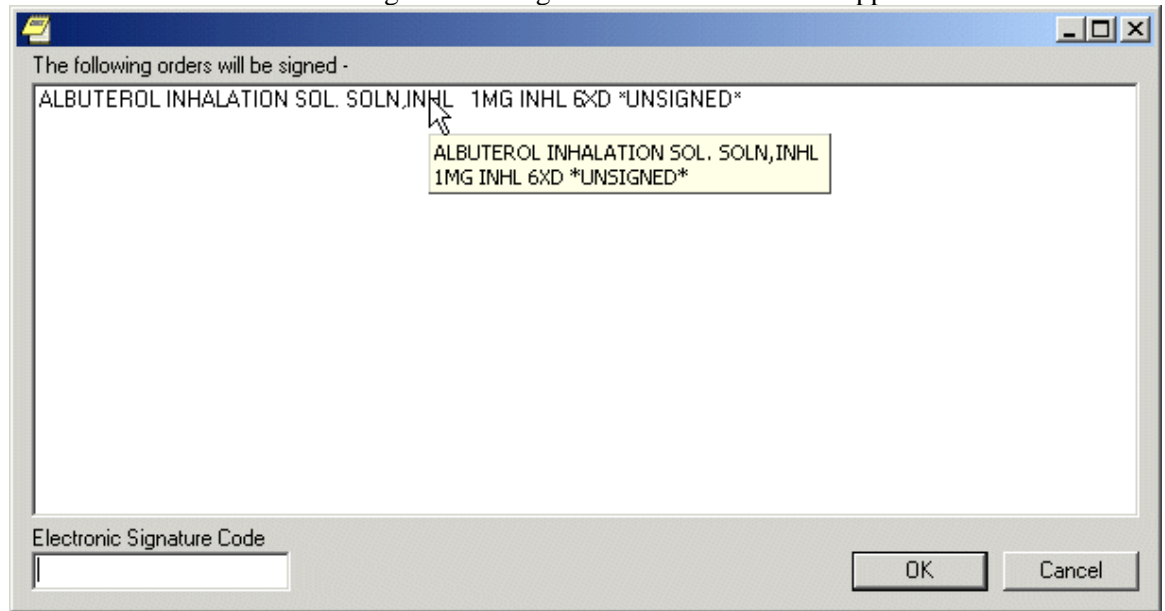 The following orders will be signed -
ALBUTEROL INHALATION SOL. SOLN,INHL 1MG INHL 6XD *UNSIGNED*
ALBUTEROL INHALATION SOL. SOLN,INHL
1MG INHL 6XD *UNSIGNED*
Electronic Signature Code
OK Cancel